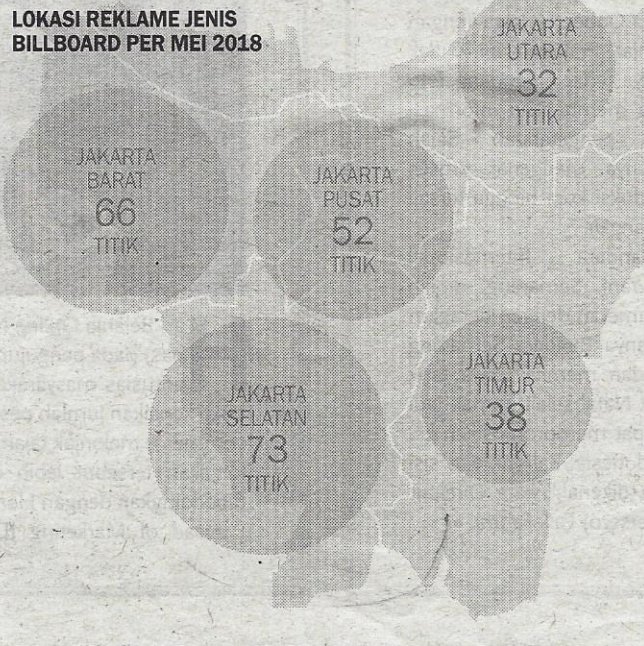 LOKASI REKLAME JENIS
BILLBOARD PER MEI 2018
JAKARTA
UTARA
32
TITIK
JAKARTA
BARAT
66
TITIK
JAKARTA
PUSAT
52
TITIK
JAKARTA
SELATAN
73
TITIK
JAKARTA
TIMUR
38
TITIK